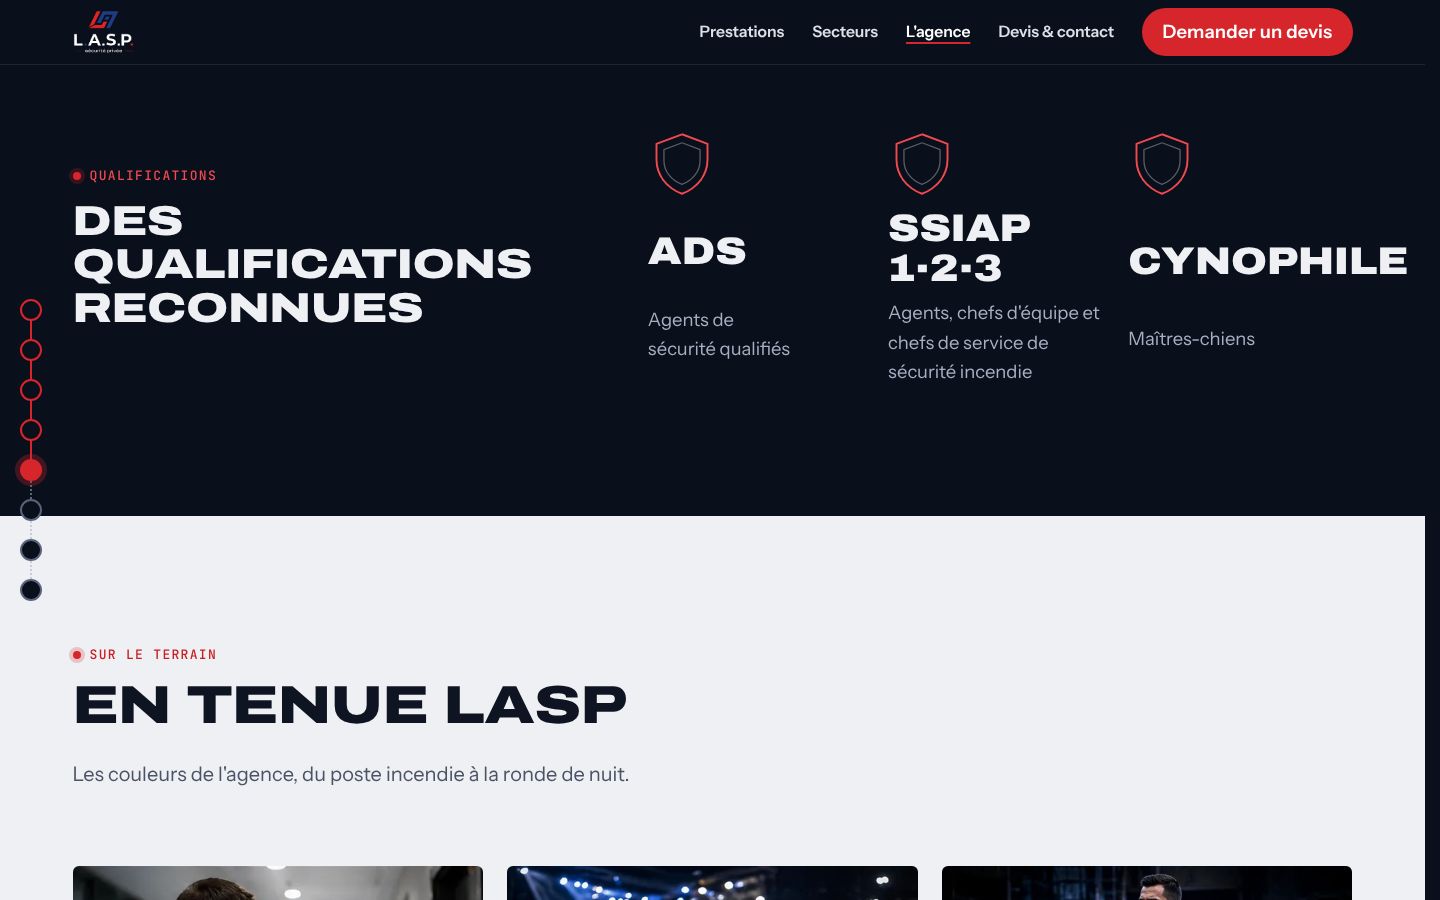 L.A.S.P.
sécurité privée
Prestations
Secteurs
L'agence
Devis & contact
Demander un devis
QUALIFICATIONS
DES
QUALIFICATIONS
RECONNUES
ADS
Agents de
sécurité qualifiés
SSIAP
1·2·3
Agents, chefs d'équipe et
chefs de service de
sécurité incendie
CYNOPHILE
Maîtres-chiens
SUR LE TERRAIN
EN TENUE LASP
Les couleurs de l'agence, du poste incendie à la ronde de nuit.